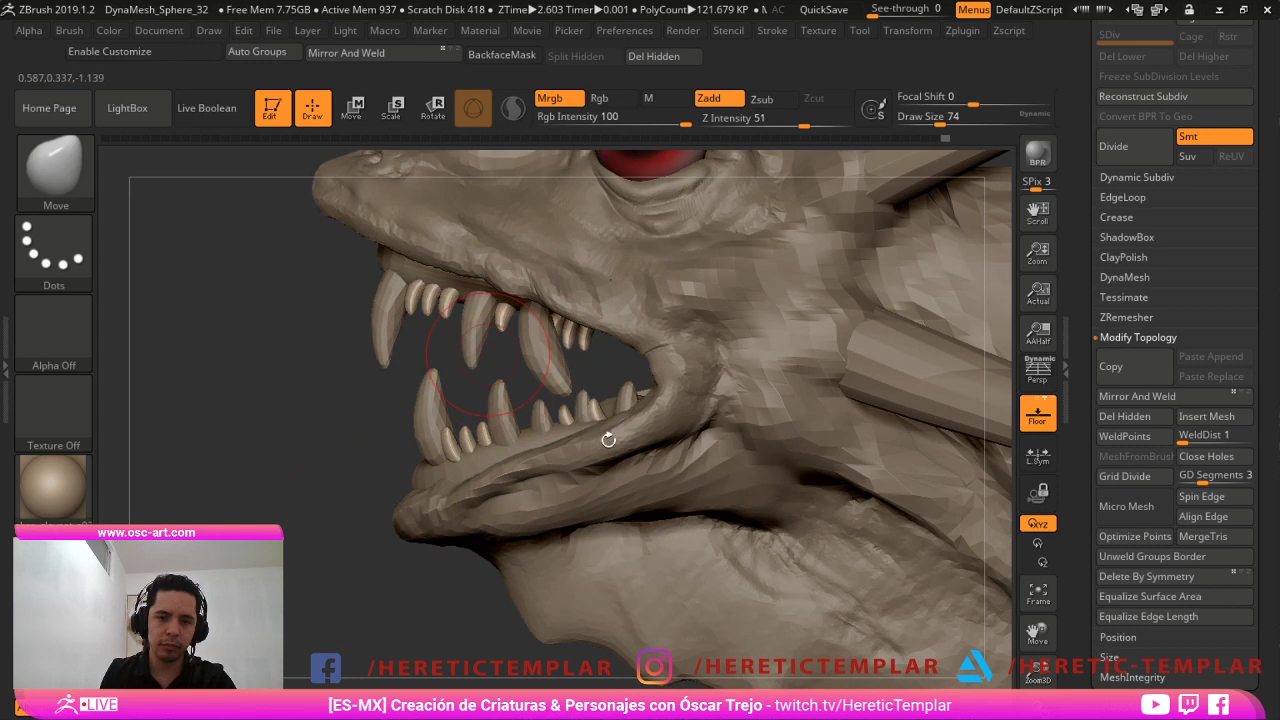 ZBrush 2019.1.2 DynaMesh_Sphere_32 • Free Mem 7.75GB • Active Mem 937 • Scratch Disk 418 • ZTime▶2.603 Timer▶0.001 • PolyCount▶121.679 KP • M AC QuickSave See-through 0 Menus DefaultZScript
Alpha Brush Color Document Draw Edit File Layer Light Macro Marker Material Movie Picker Preferences Render Stencil Stroke Texture Tool Transform Zplugin Zscript
Enable Customize Auto Groups Mirror And Weld BackfaceMask Split Hidden Del Hidden
0.587,0.337,-1.139
Home Page LightBox Live Boolean Edit Draw Move Scale Rotate
Mrgb Rgb M Zadd Zsub Zcut Focal Shift 0
Rgb Intensity 100 Z Intensity 51 Draw Size 74 Dynamic
Move
Dots
Alpha Off
Texture Off
BPR
SPix 3
Scroll
Zoom
Actual
AAHalf
Dynamic
Persp
Floor
L.Sym
XYZ
Frame
Move
Zoom3D
SDiv Cage Rstr
Del Lower Del Higher
Freeze SubDivision Levels
Reconstruct Subdiv
Convert BPR To Geo
Divide Smt
Suv ReUV
Dynamic Subdiv
EdgeLoop
Crease
ShadowBox
ClayPolish
DynaMesh
Tessimate
ZRemesher
Modify Topology
Copy Paste Append
Paste Replace
Mirror And Weld
Del Hidden Insert Mesh
WeldPoints WeldDist 1
MeshFromBrush Close Holes
Grid Divide GD Segments 3
Micro Mesh Spin Edge
Align Edge
Optimize Points MergeTris
Unweld Groups Border
Delete By Symmetry
Equalize Surface Area
Equalize Edge Length
Position
Size
MeshIntegrity
www.osc-art.com
/HERETICTEMPLAR /HERETICTEMPLAR /HERETIC-TEMPLAR
LIVE [ES-MX] Creación de Criaturas & Personajes con Óscar Trejo - twitch.tv/HereticTemplar